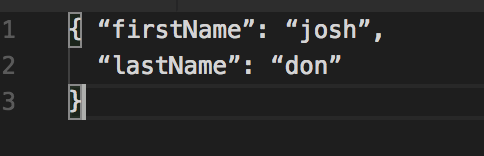 1 { “firstName”: “josh”,
2 “lastName”: “don”
3 }